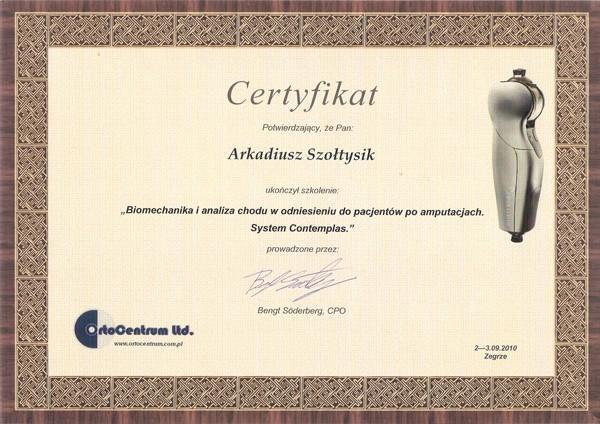 Certyfikat
Potwierdzający, że Pan:
Arkadiusz Szołtysik
ukończył szkolenie:
„Biomechanika i analiza chodu w odniesieniu do pacjentów po amputacjach.
System Contemplas.”
prowadzone przez:
Bengt Söderberg, CPO
OrtoCentrum Ltd.
www.ortocentrum.com.pl
2—3.09.2010
Zegrze